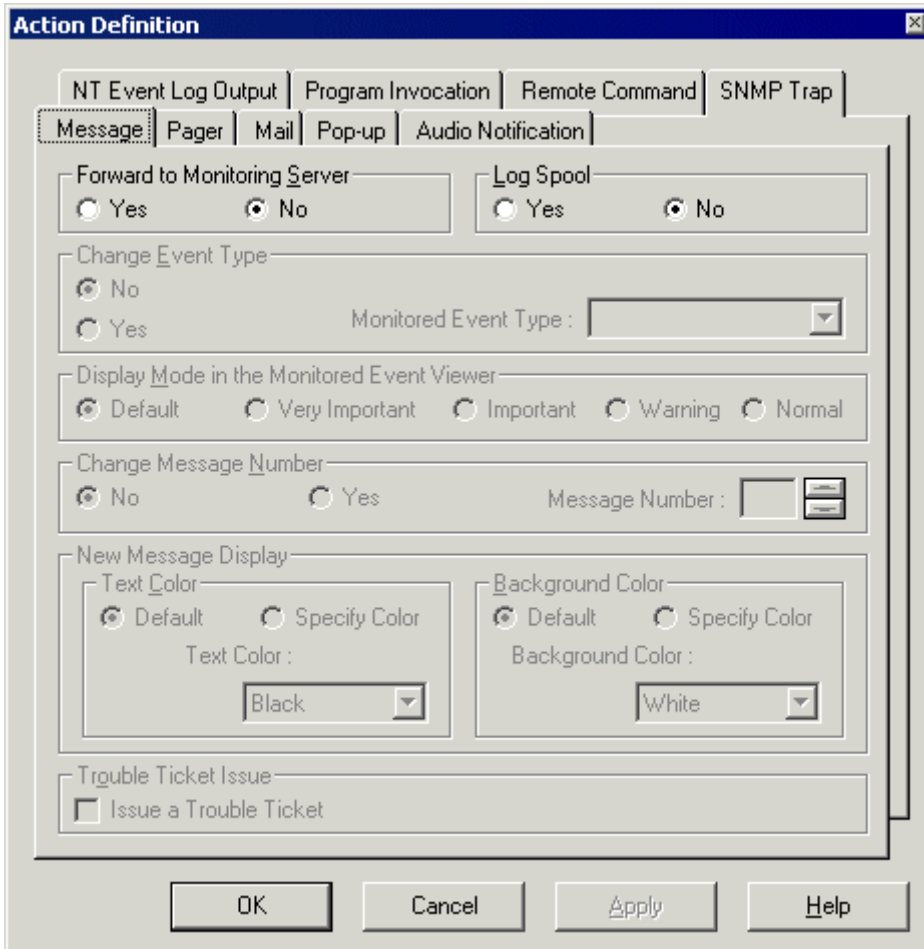 Action Definition
NT Event Log Output Program Invocation Remote Command SNMP Trap
Message Pager Mail Pop-up Audio Notification
Forward to Monitoring Server Log Spool
Yes No Yes No
Change Event Type
No
Yes Monitored Event Type :
Display Mode in the Monitored Event Viewer
Default Very Important Important Warning Normal
Change Message Number
No Yes Message Number :
New Message Display
Text Color Background Color
Default Specify Color Default Specify Color
Text Color : Background Color :
Black White
Trouble Ticket Issue
Issue a Trouble Ticket
OK Cancel Apply Help